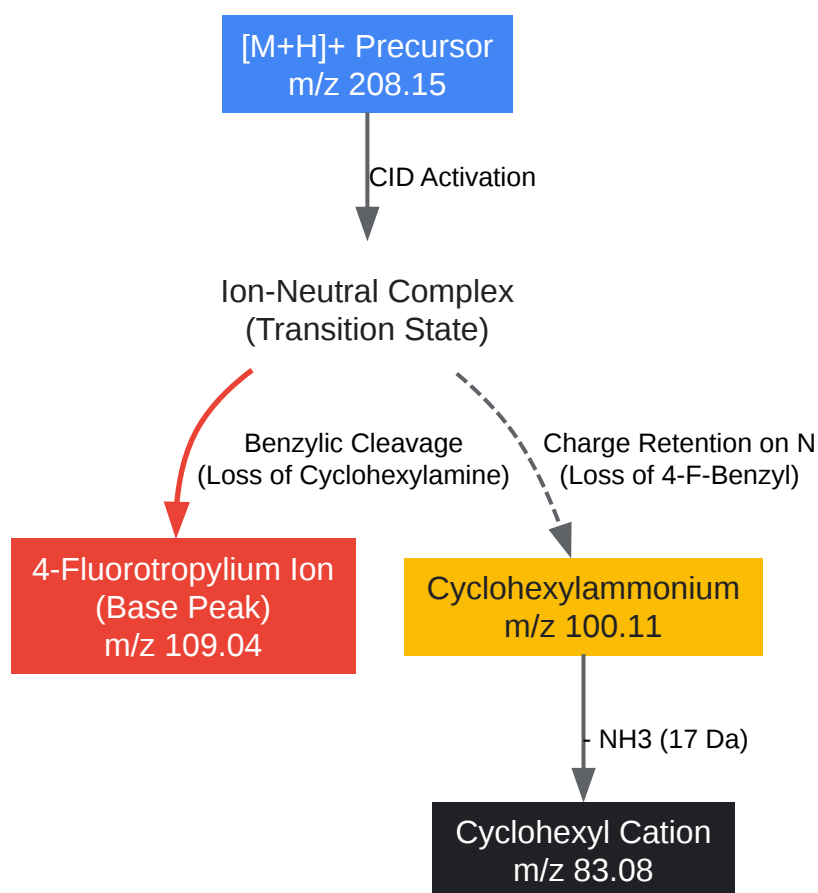 [M+H]+ Precursor
m/z 208.15
CID Activation
Ion-Neutral Complex
(Transition State)
Benzylic Cleavage
(Loss of Cyclohexylamine)
Charge Retention on N
(Loss of 4-F-Benzyl)
4-Fluorotropylium Ion
(Base Peak)
m/z 109.04
Cyclohexylammonium
m/z 100.11
- NH3 (17 Da)
Cyclohexyl Cation
m/z 83.08